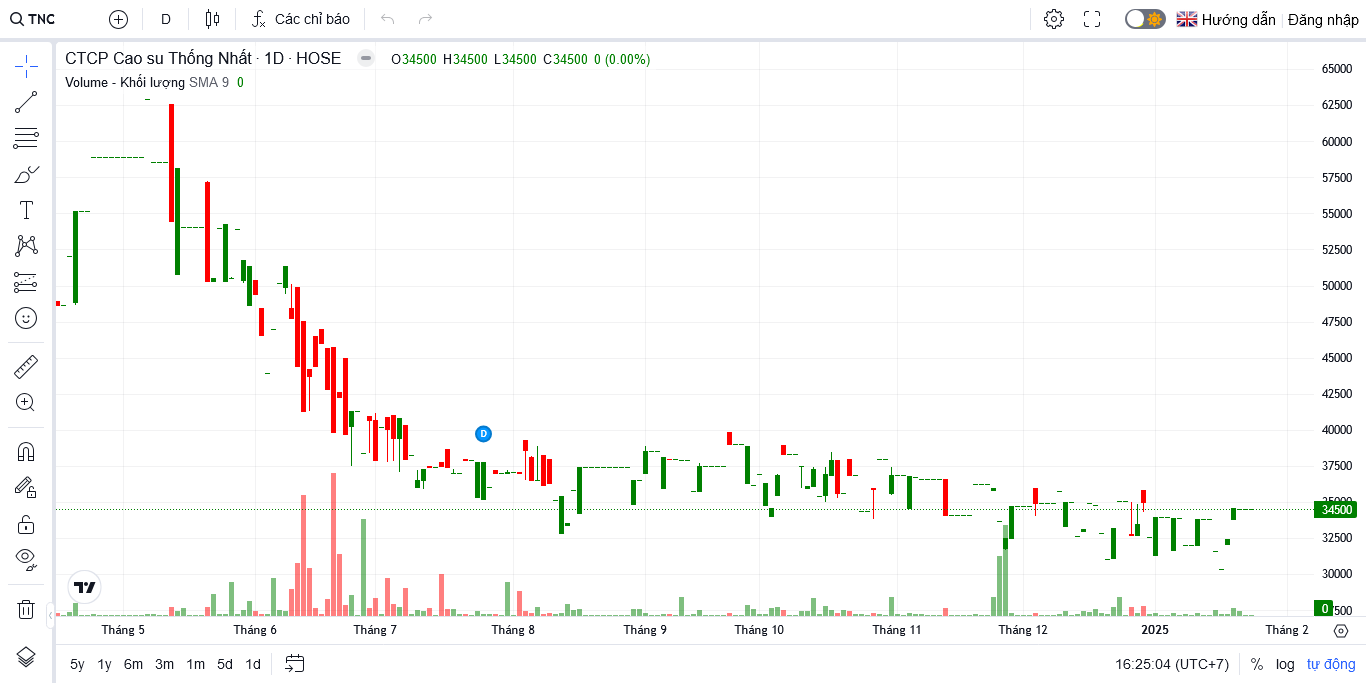 TNC D Các chỉ báo Hướng dẫn Đăng nhập
CTCP Cao su Thống Nhất · 1D · HOSE O34500 H34500 L34500 C34500 0 (0.00%)
Volume - Khối lượng SMA 9 0
65000
62500
60000
57500
55000
52500
50000
47500
45000
42500
40000
D
37500
35000
34500
32500
30000
0
Tháng 5 Tháng 6 Tháng 7 Tháng 8 Tháng 9 Tháng 10 Tháng 11 Tháng 12 2025 Tháng 2
5y 1y 6m 3m 1m 5d 1d 16:25:04 (UTC+7) % log tự động